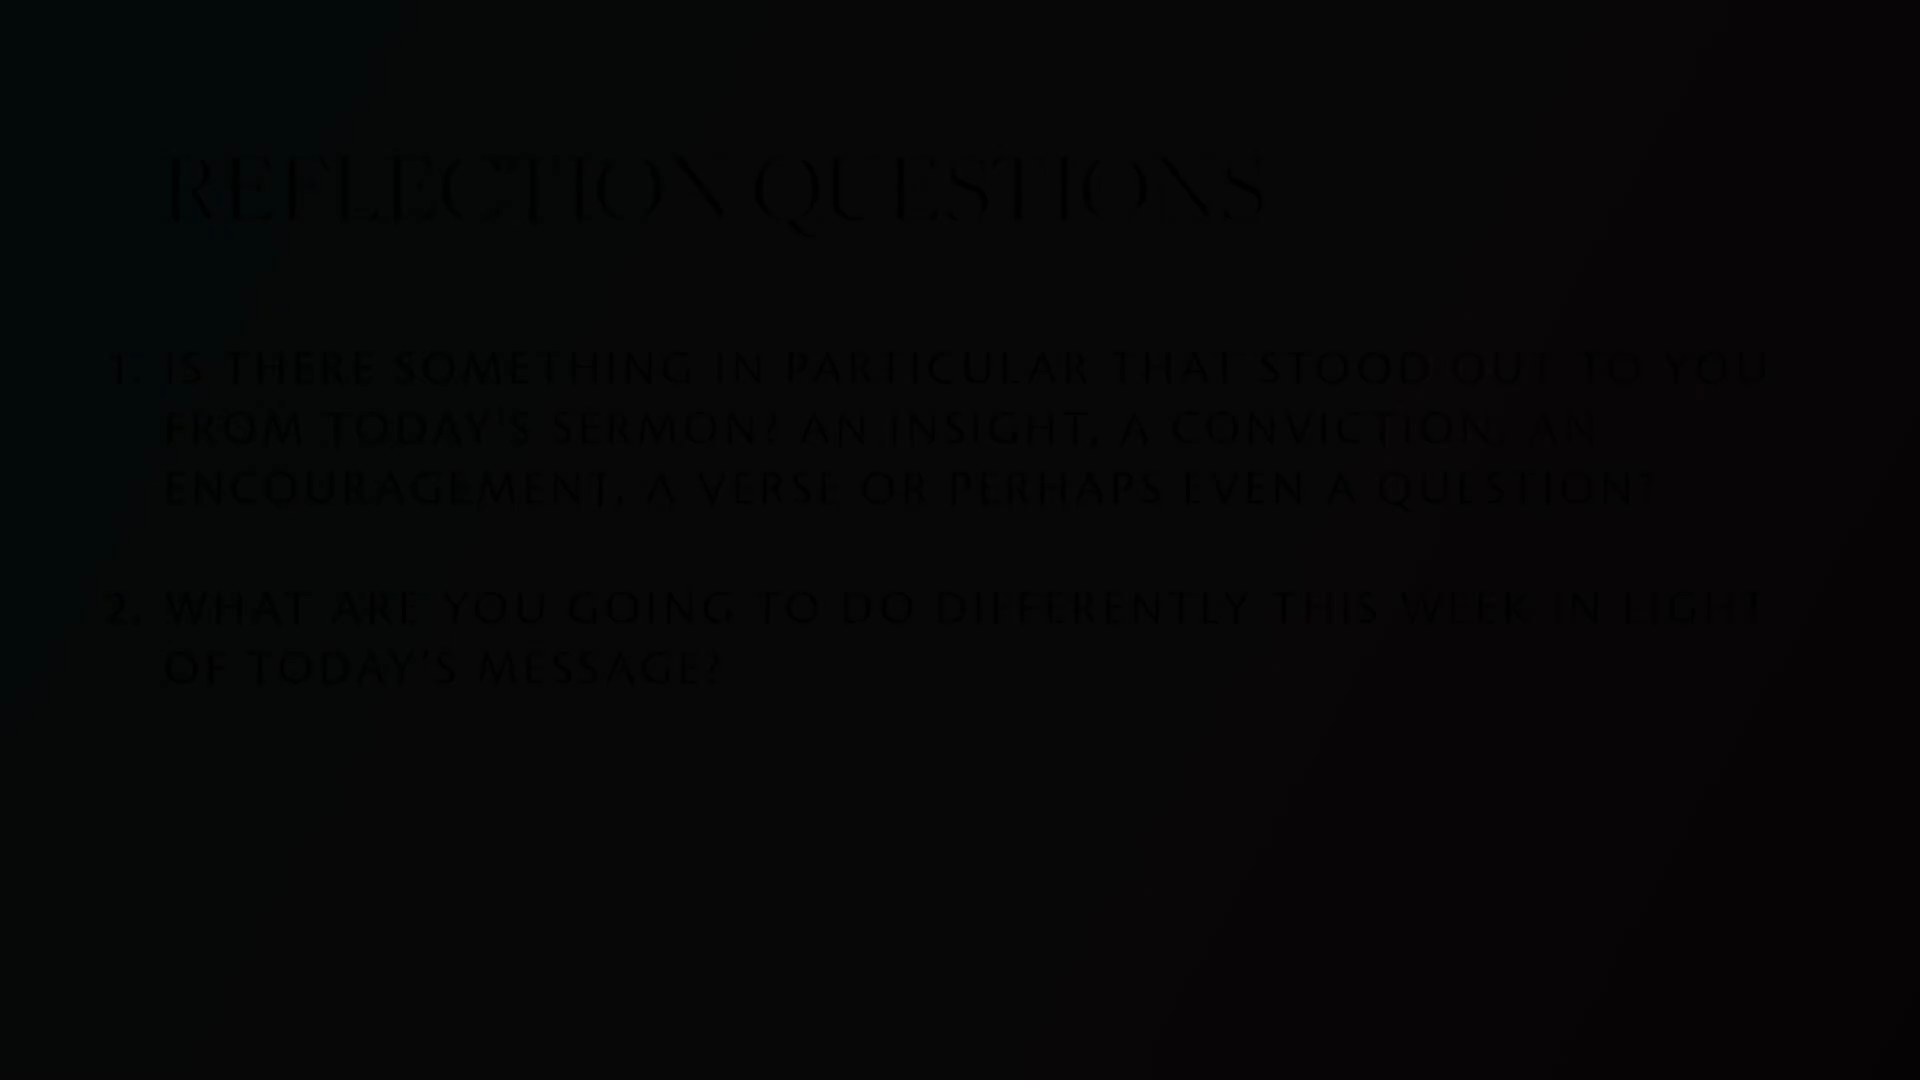 REFLECTION QUESTIONS
1. IS THERE SOMETHING IN PARTICULAR THAT STOOD OUT TO YOU
FROM TODAY'S SERMON? AN INSIGHT, A CONVICTION, AN
ENCOURAGEMENT, A VERSE OR PERHAPS EVEN A QUESTION?
2. WHAT ARE YOU GOING TO DO DIFFERENTLY THIS WEEK IN LIGHT
OF TODAY'S MESSAGE?